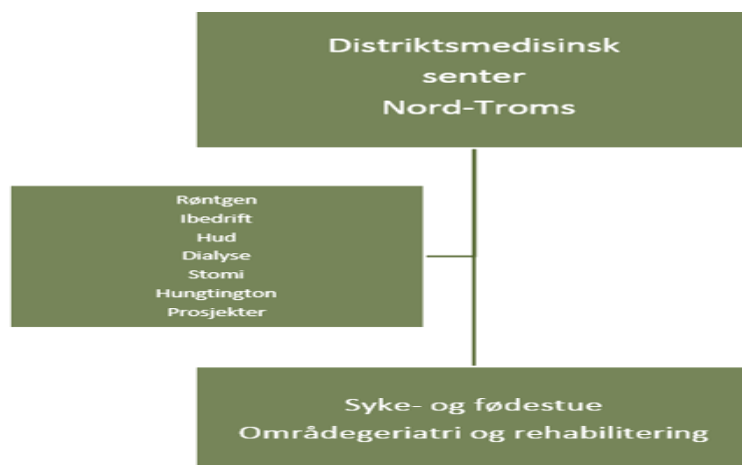 Distriktsmedisinsk
senter
Nord-Troms
Røntgen
Ibedrift
Hud
Dialyse
Stomi
Hungtington
Prosjekter
Syke- og fødestue
Områdegeriatri og rehabilitering